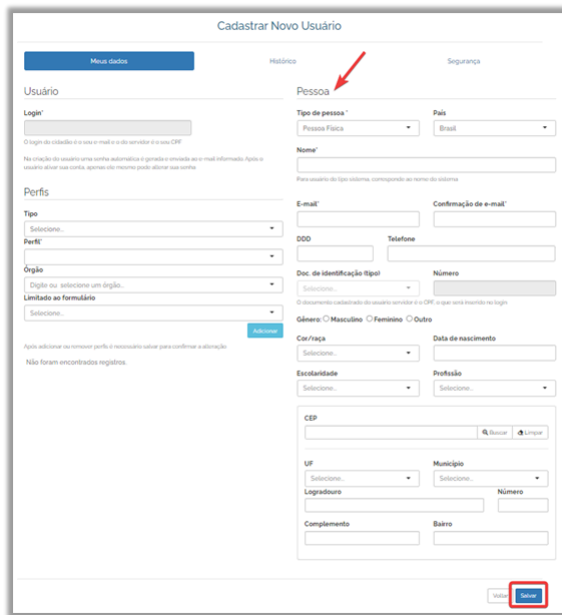 Cadastrar Novo Usuário
Meus dados
Histórico
Segurança
Usuário
Login*
O login do cidadão é o seu e-mail e o do servidor é o seu CPF
Na criação do usuário uma senha automática é gerada e enviada ao e-mail informado. Após o
usuário ativar sua conta, apenas ele mesmo pode alterar sua senha.
Perfis
Tipo
Selecione..
Perfil*
Órgão
Digite ou selecione um órgão..
Limitado ao formulário
Selecione..
Adicionar
Após adicionar ou remover perfis é necessário salvar para confirmar a alteração
Não foram encontrados registros.
Pessoa
Tipo de pessoa * País
Pessoa Física Brasil
Nome*
Para usuário do tipo sistema, corresponde ao nome do sistema
E-mail* Confirmação de e-mail*
DDD Telefone
Doc. de identificação (tipo) Número
Selecione..
O documento cadastrado do usuário servidor é o CPF, o que será inserido no login
Gênero: Masculino Feminino Outro
Cor/raça Data de nascimento
Selecione..
Escolaridade Profissão
Selecione.. Selecione..
CEP
Buscar Limpar
UF Município
Selecione.. Selecione..
Logradouro Número
Complemento Bairro
Voltar Salvar